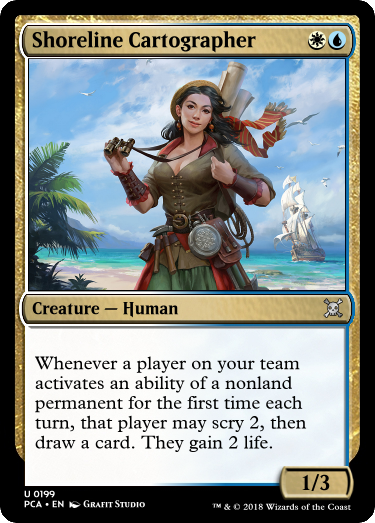 Shoreline Cartographer
Creature — Human
Whenever a player on your team
activates an ability of a nonland
permanent for the first time each
turn, that player may scry 2, then
draw a card. They gain 2 life.
1/3
U 0199
PCA • EN Grafit Studio
™ & © 2018 Wizards of the Coast